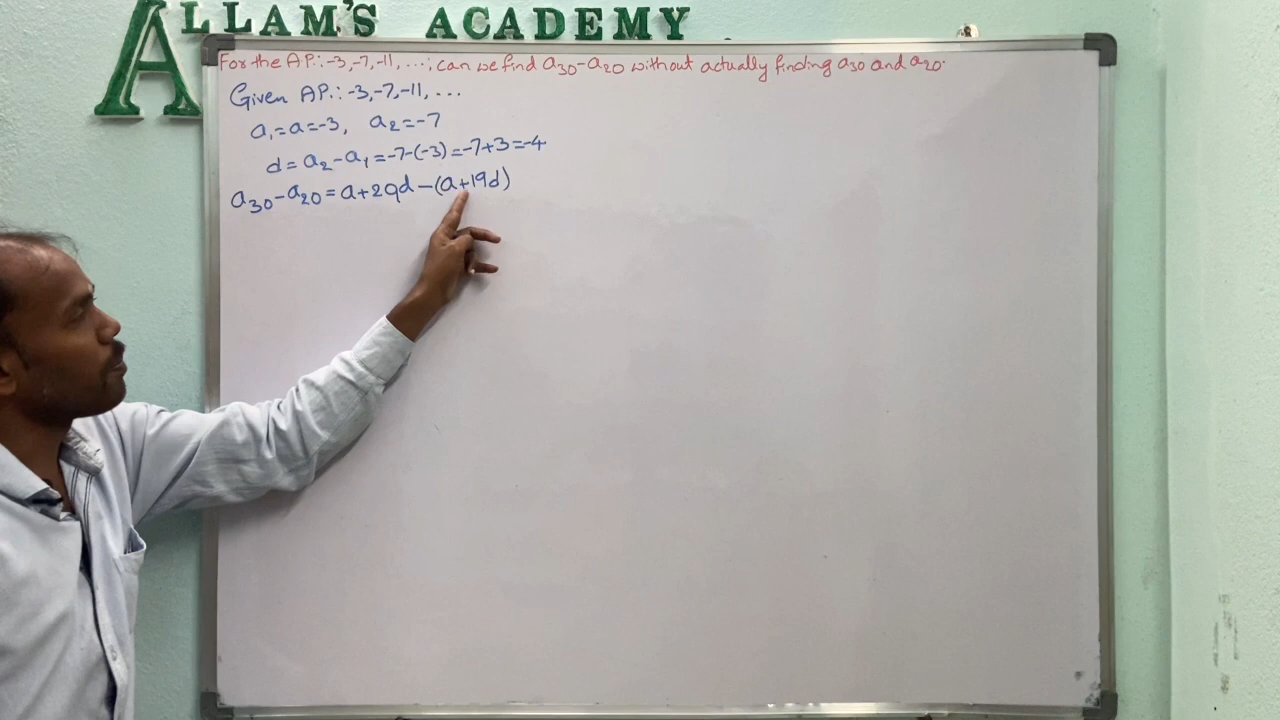 ALLAM'S ACADEMY
For the A.P.: -3, -7, -11, ...; can we find a₃₀-a₂₀ without actually finding a₃₀ and a₂₀.
Given A.P.: -3, -7, -11, ...
a₁=a=-3, a₂=-7
d=a₂-a₁=-7-(-3)=-7+3=-4
a₃₀-a₂₀=a+29d-(a+19d)